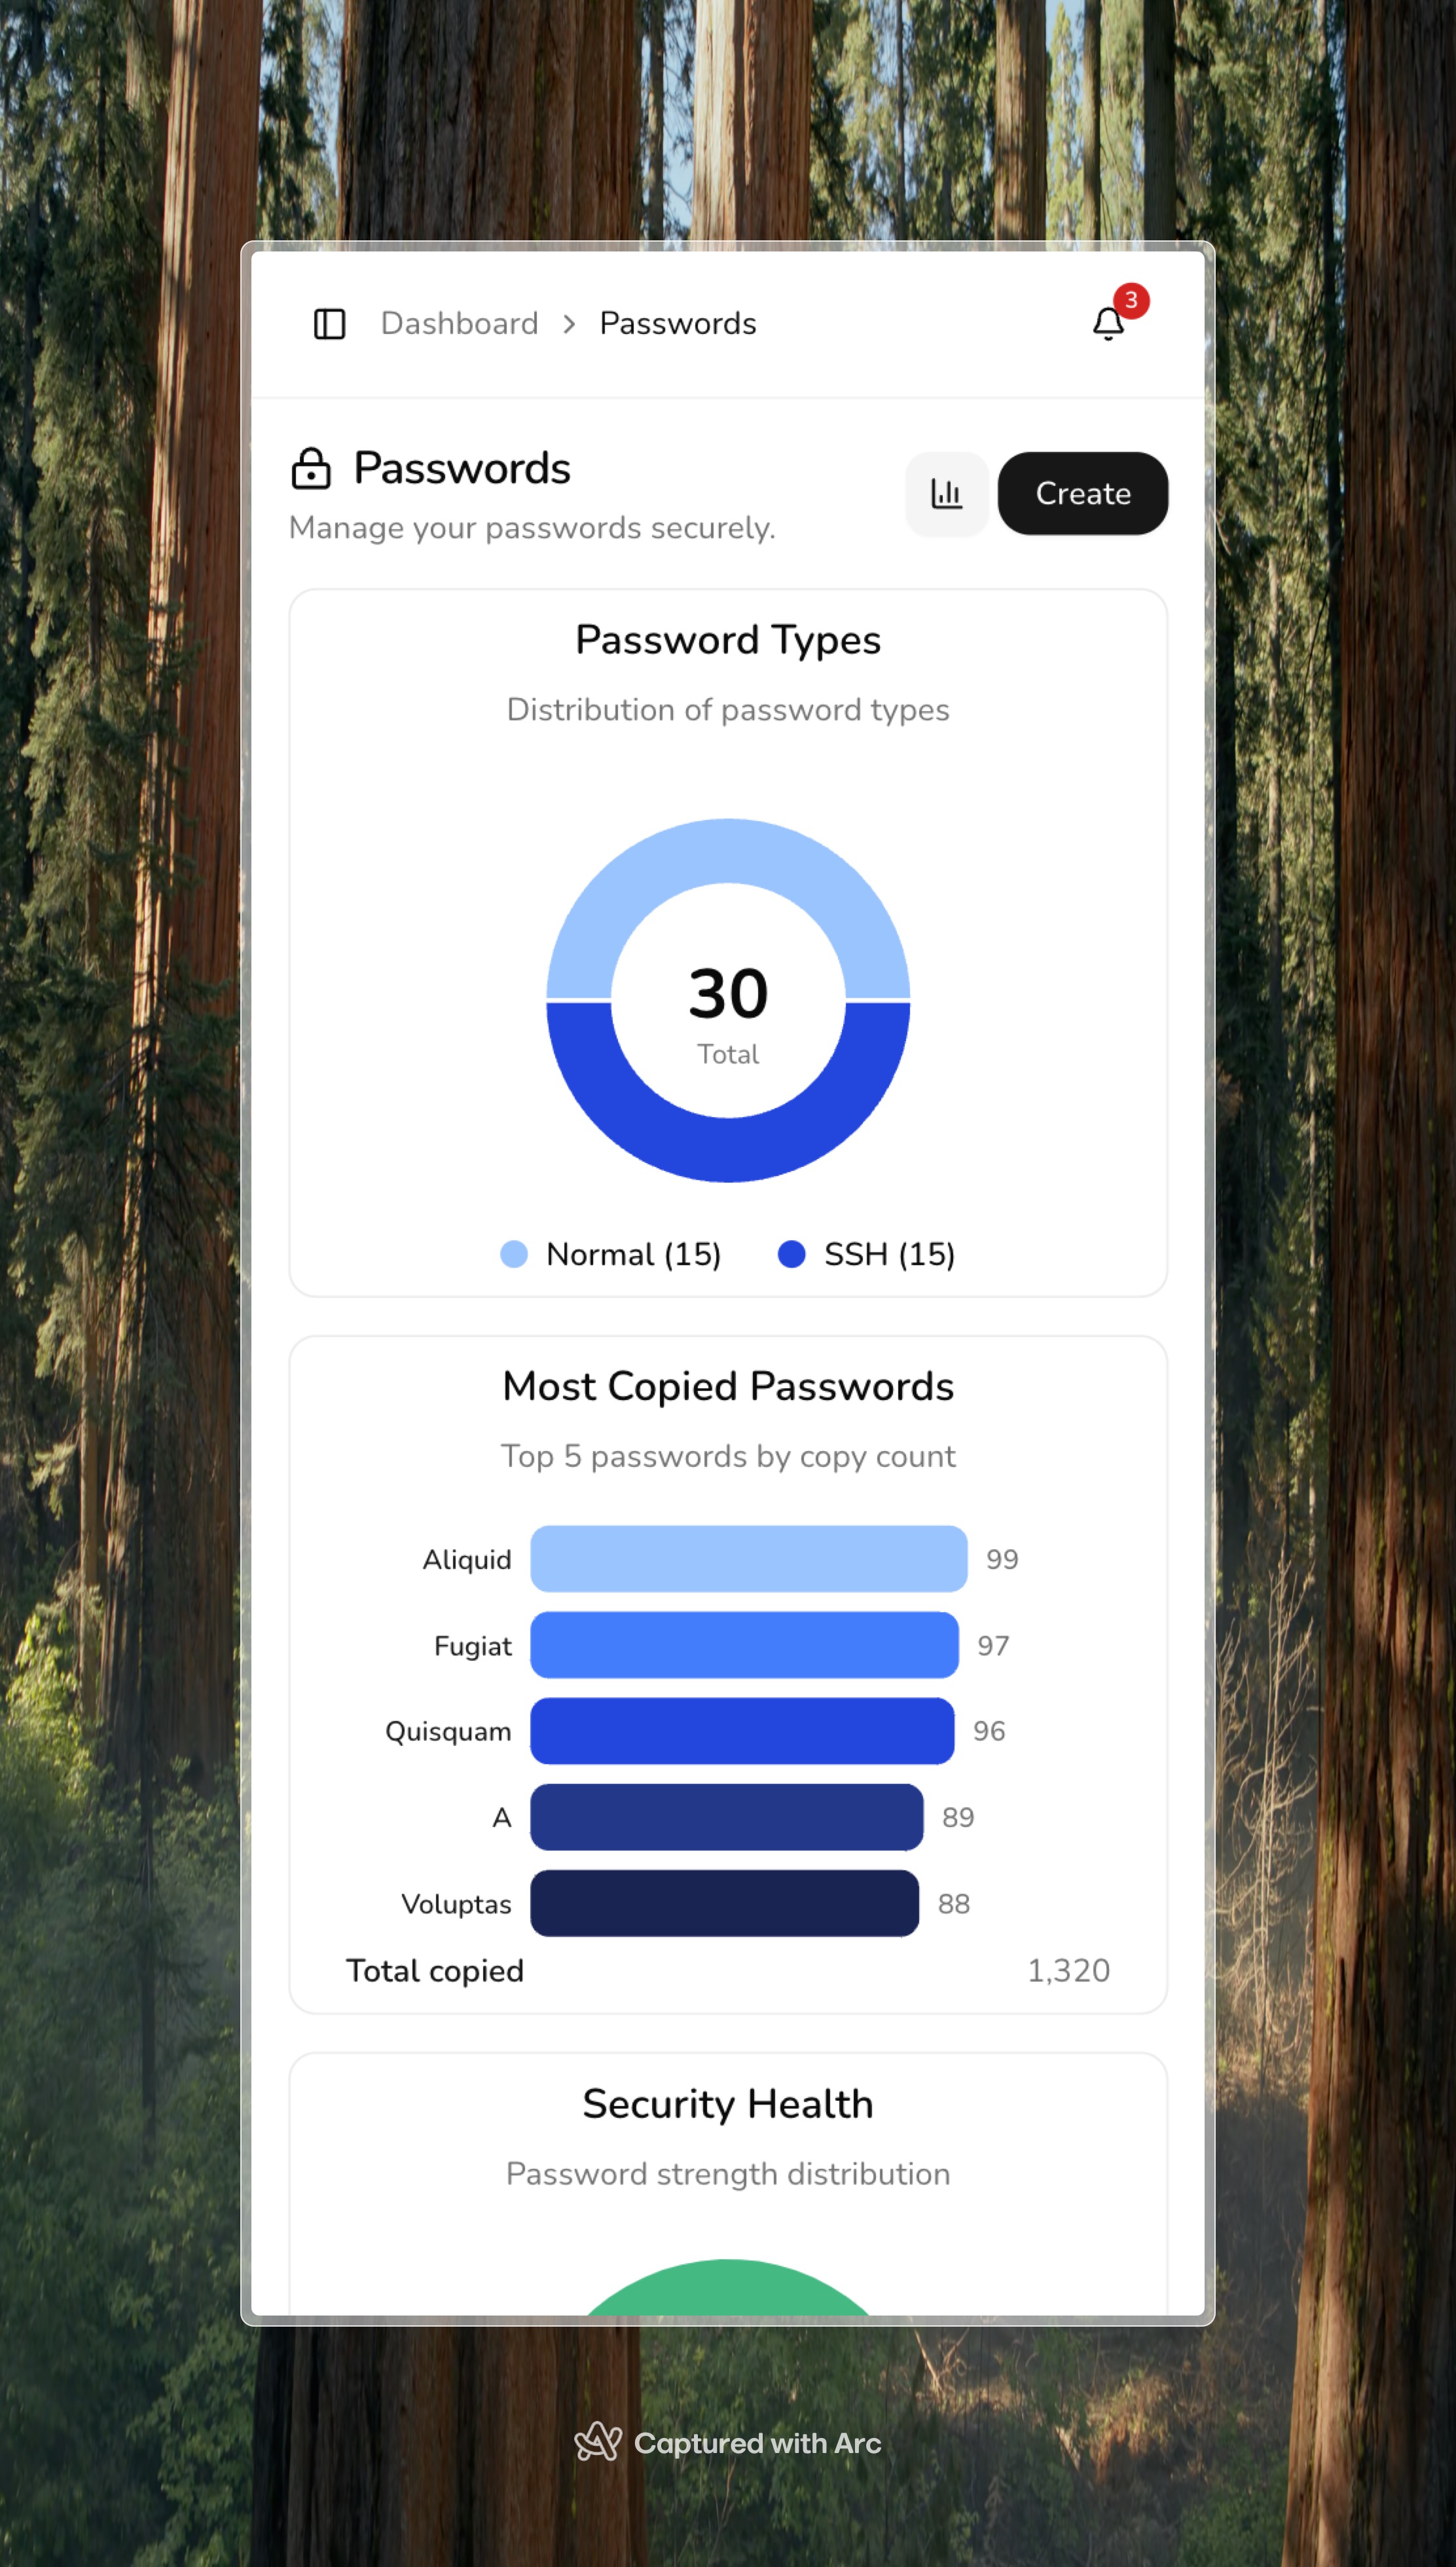 Dashboard > Passwords
3
Passwords
Manage your passwords securely.
Create
Password Types
Distribution of password types
30
Total
Normal (15)
SSH (15)
Most Copied Passwords
Top 5 passwords by copy count
Aliquid 99
Fugiat 97
Quisquam 96
A 89
Voluptas 88
Total copied 1,320
Security Health
Password strength distribution
Captured with Arc